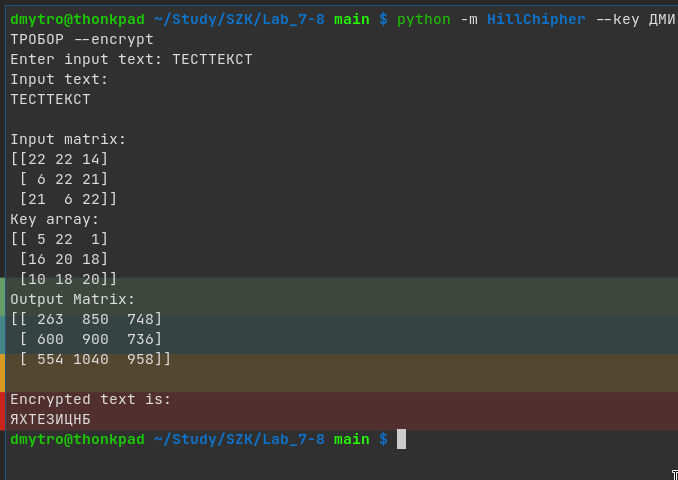 dmytro@thonkpad ~/Study/SZK/Lab_7-8 main $ python -m HillChipher --key ДМИ
ТРОБОР --encrypt
Enter input text: ТЕСТТЕКСТ
Input text:
ТЕСТТЕКСТ
Input matrix:
[[22 22 14]
[ 6 22 21]
[21  6 22]]
Key array:
[[ 5 22  1]
[16 20 18]
[10 18 20]]
Output Matrix:
[[ 263  850  748]
[ 600  900  736]
[ 554 1040  958]]
Encrypted text is:
ЯХТЕЗИЦНБ
dmytro@thonkpad ~/Study/SZK/Lab_7-8 main $